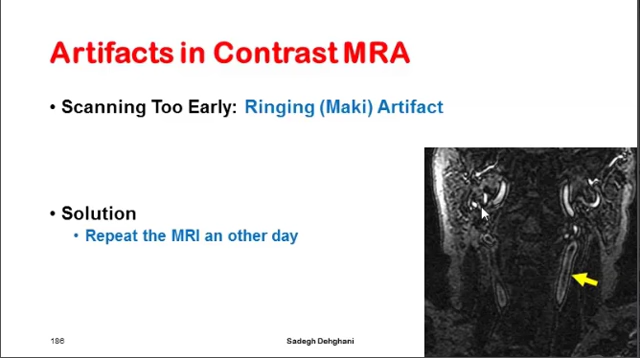 Artifacts in Contrast MRA
• Scanning Too Early: Ringing (Maki) Artifact
• Solution
• Repeat the MRI an other day
186
Sadegh Dehghani